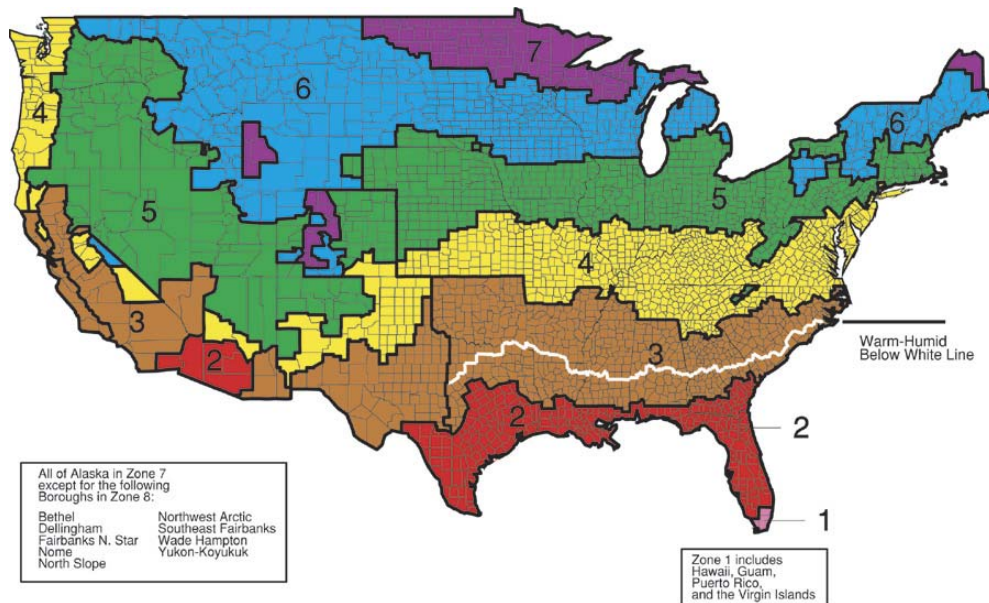 7
6
4
6
5
5
4
3
3
Warm-Humid
Below White Line
2
2
2
1
All of Alaska in Zone 7
except for the following
Boroughs in Zone 8:
Bethel
Dellingham
Fairbanks N. Star
Nome
North Slope
Northwest Arctic
Southeast Fairbanks
Wade Hampton
Yukon-Koyukuk
Zone 1 includes
Hawaii, Guam,
Puerto Rico,
and the Virgin Islands